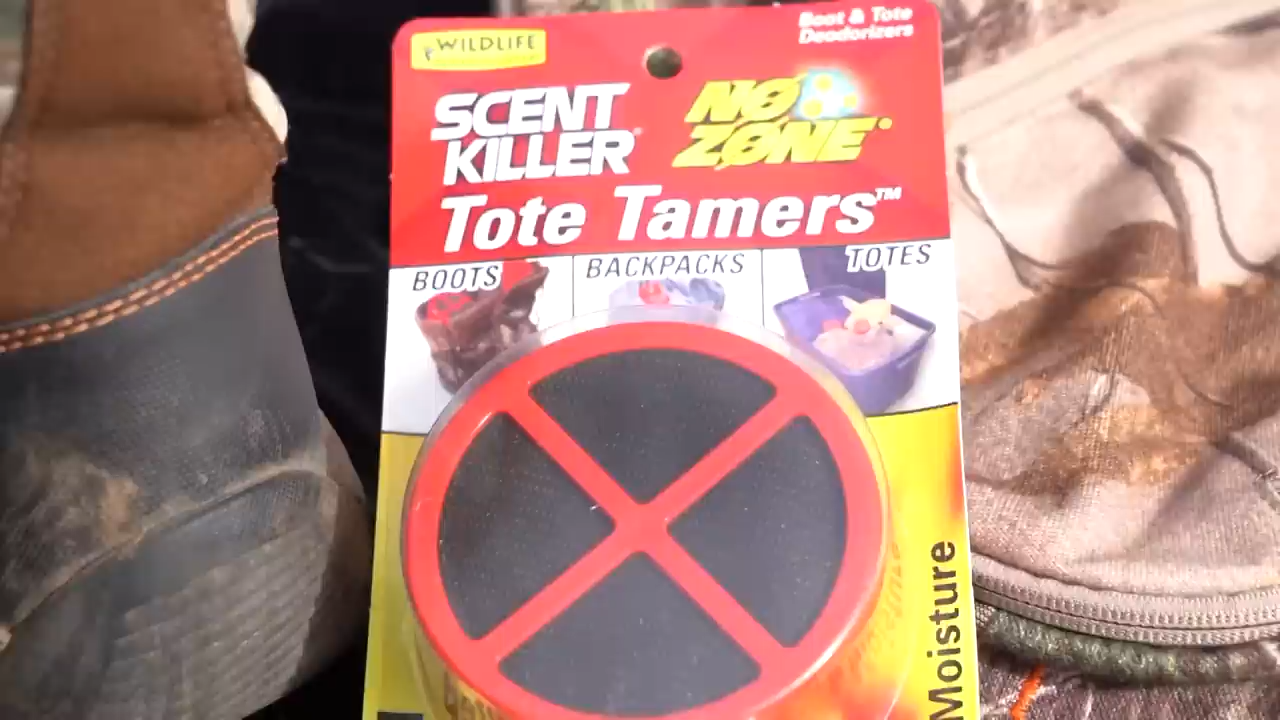 WILDLIFE
Boot & Tote
Deodorizers
SCENT
KILLER
NO
ZONE
Tote Tamers™
BOOTS
BACKPACKS
TOTES
Moisture